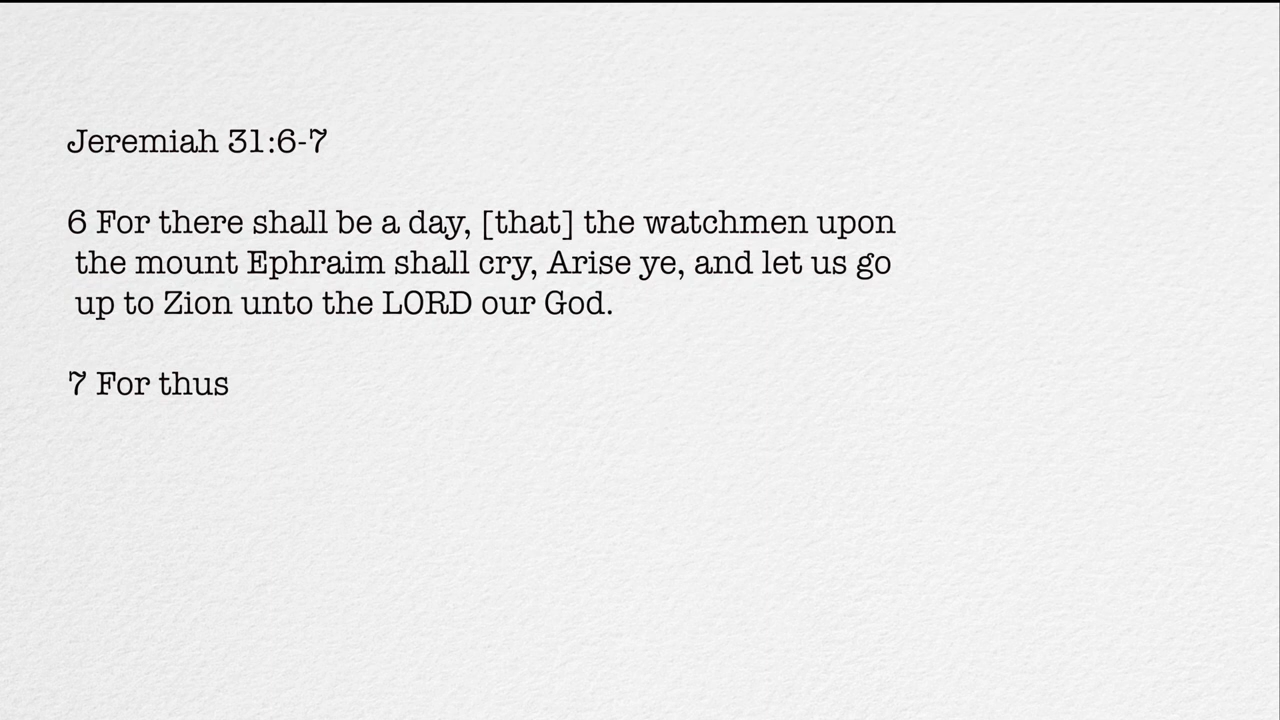 Jeremiah 31:6-7
6 For there shall be a day, [that] the watchmen upon
the mount Ephraim shall cry, Arise ye, and let us go
up to Zion unto the LORD our God.
7 For thus